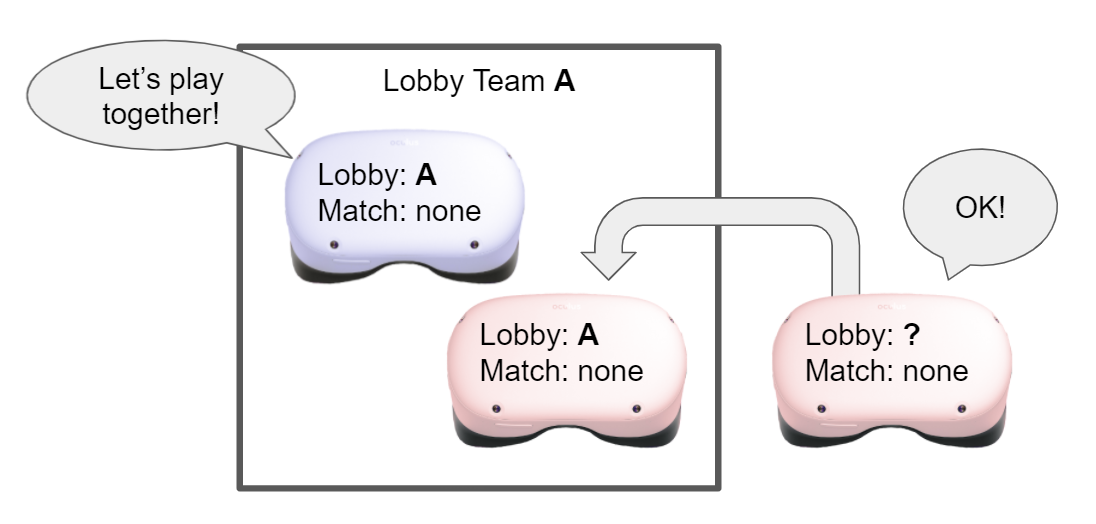 Let's play
together!
Lobby Team A
Lobby: A
Match: none
OK!
Lobby: A
Match: none
Lobby: ?
Match: none